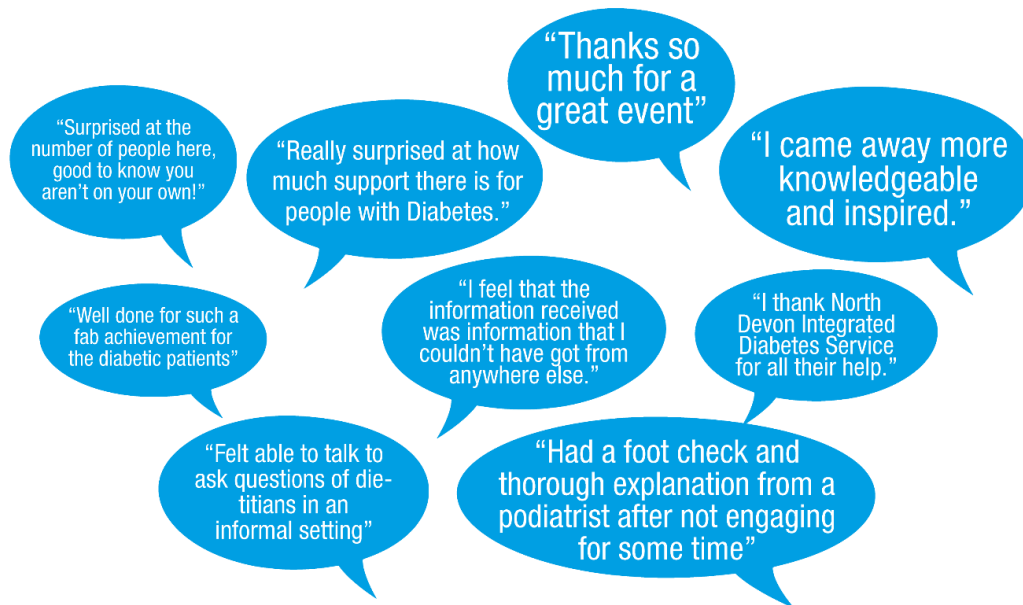 “Surprised at the
number of people here,
good to know you
aren’t on your own!”
“Really surprised at how
much support there is for
people with Diabetes.”
“Thanks so
much for a
great event”
“I came away more
knowledgeable
and inspired.”
“Well done for such a
fab achievement for
the diabetic patients”
“I feel that the
information received
was information that I
couldn’t have got from
anywhere else.”
“I thank North
Devon Integrated
Diabetes Service
for all their help.”
“Felt able to talk to
ask questions of die-
titians in an
informal setting”
“Had a foot check and
thorough explanation from a
podiatrist after not engaging
for some time”